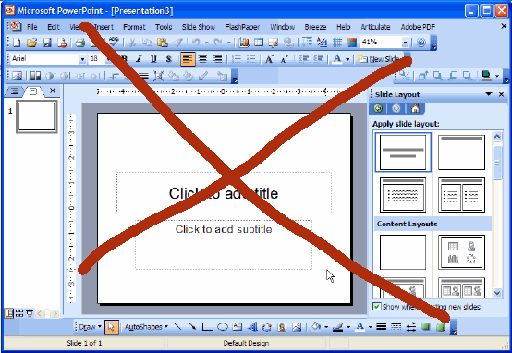 Microsoft PowerPoint - [Presentation3]
File Edit View Insert Format Tools Slide Show FlashPaper Window Breeze Help Articulate Adobe PDF
41%
Arial 18 B I U S A New Slide
Slide Layout
1
Apply slide layout:
Click to add title
Click to add subtitle
Content Layouts
Show when inserting new slides
Draw AutoShapes A
Slide 1 of 1 Default Design